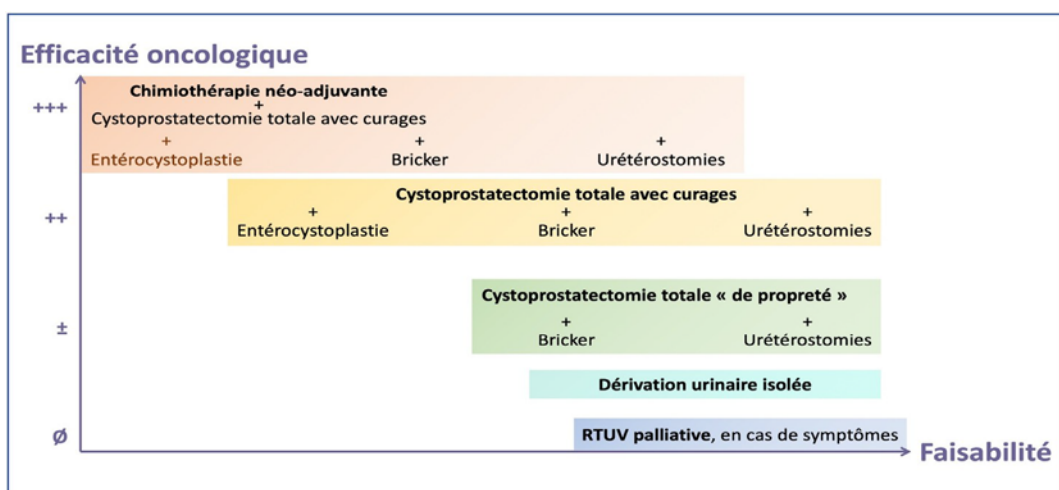 Efficacité oncologique
+++
Chimiothérapie néo-adjuvante
+
Cystoprostatectomie totale avec curages
+ + +
Entérocystoplastie Bricker Urétérostomies
++
Cystoprostatectomie totale avec curages
+ + +
Entérocystoplastie Bricker Urétérostomies
±
Cystoprostatectomie totale « de propreté »
+ +
Bricker Urétérostomies
Dérivation urinaire isolée
Ø
RTUV palliative, en cas de symptômes
Faisabilité